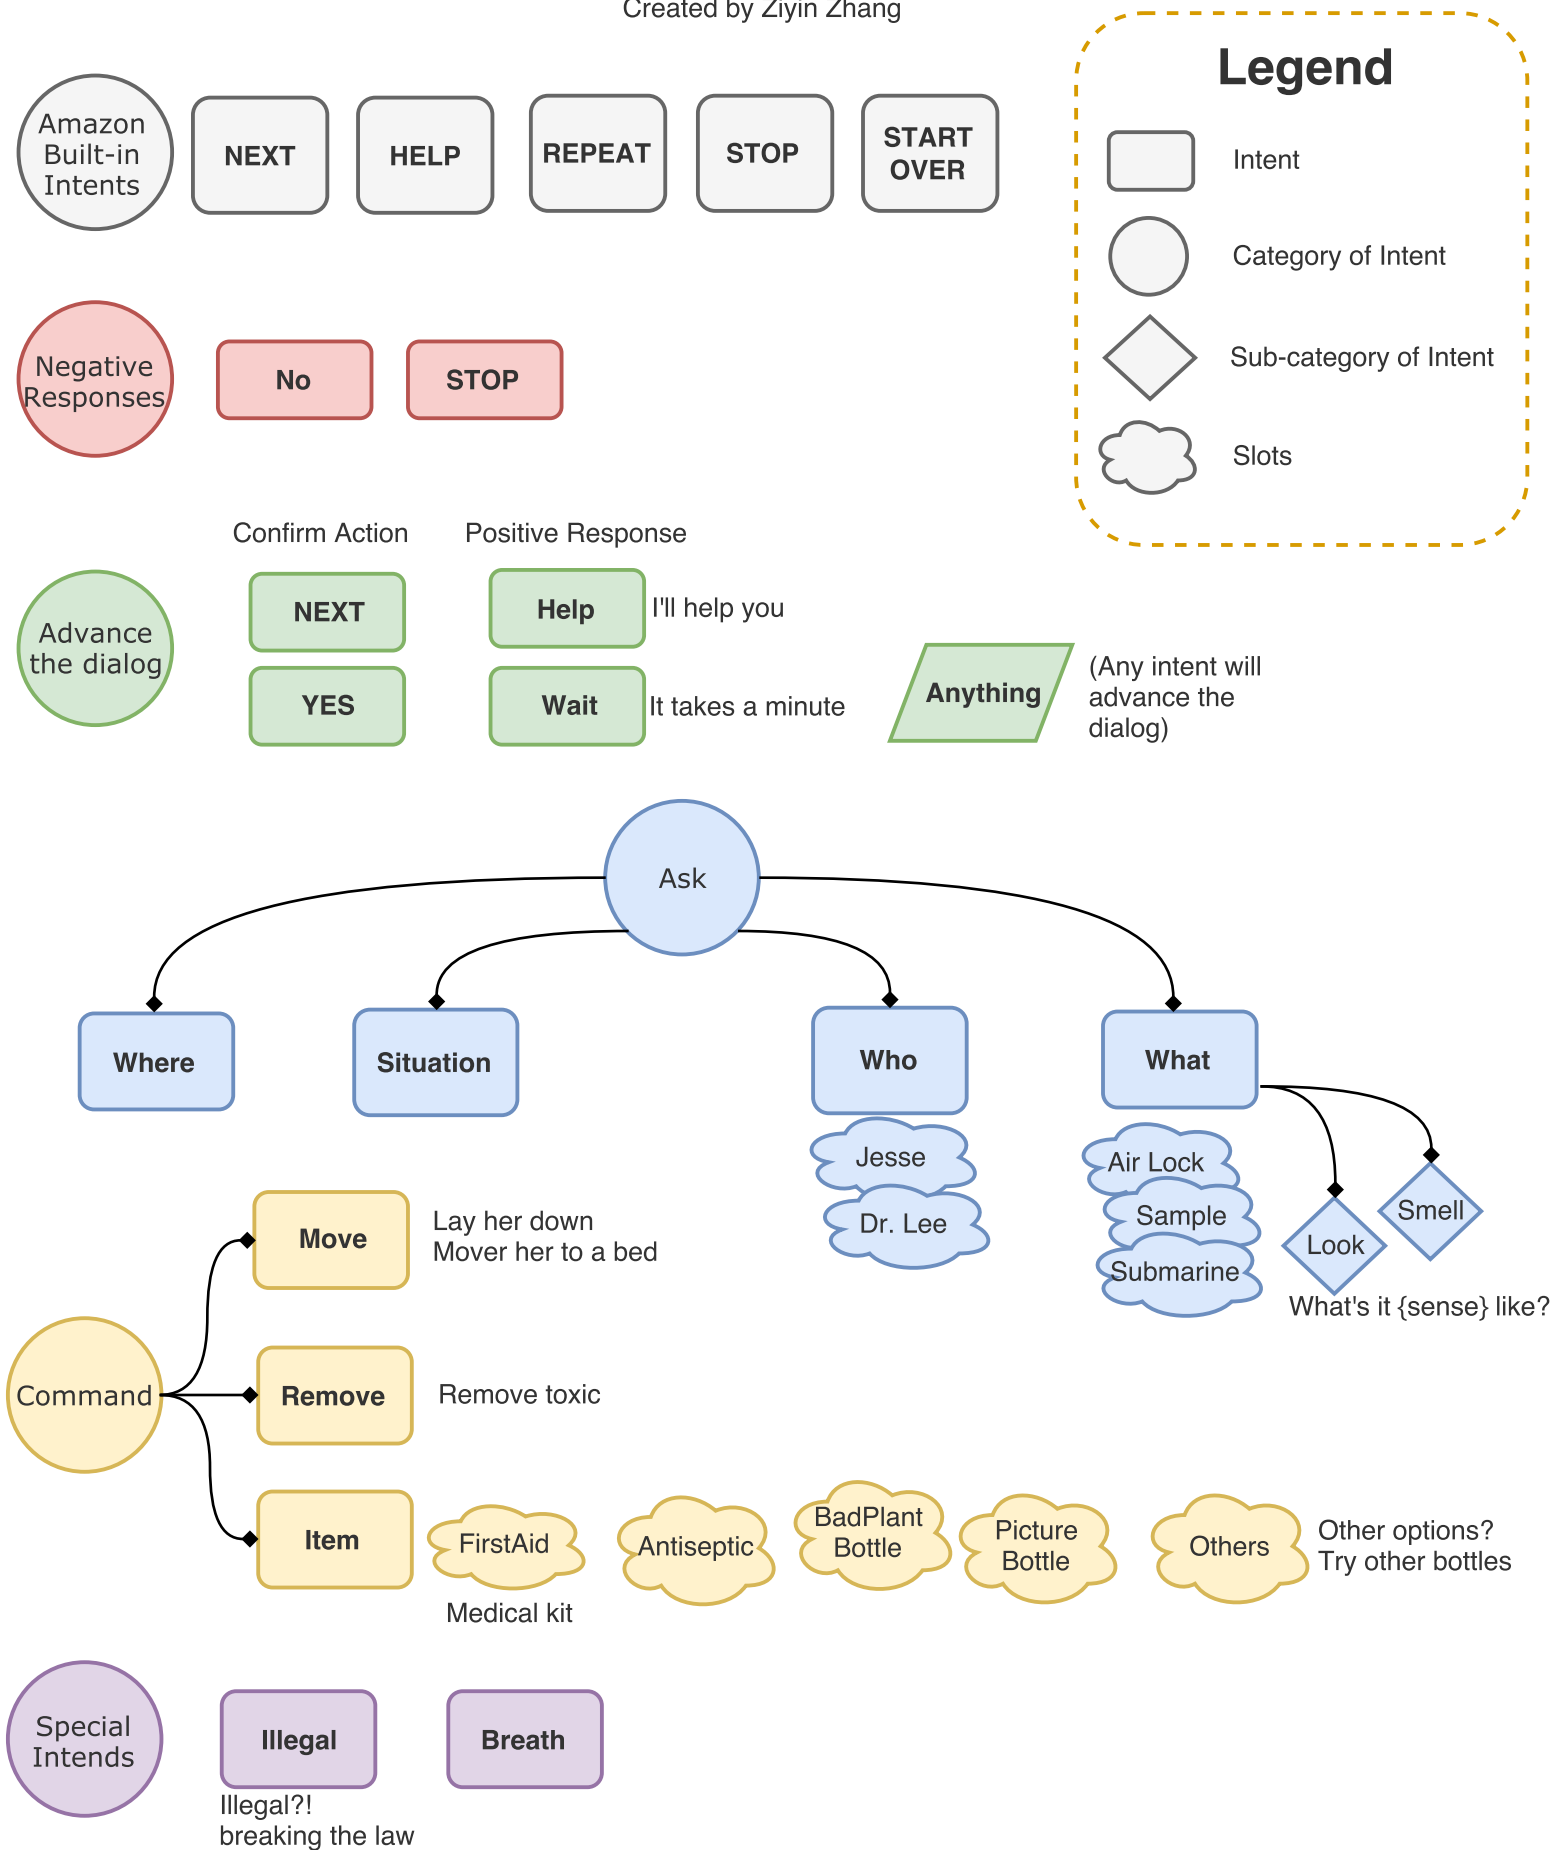 Created by Ziyin Zhang
Legend
Intent
Category of Intent
Sub-category of Intent
Slots
Amazon
Built-in
Intents
NEXT
HELP
REPEAT
STOP
START
OVER
Negative
Responses
No
STOP
Confirm Action
Positive Response
Advance
the dialog
NEXT
Help
I'll help you
YES
Wait
It takes a minute
Anything
(Any intent will
advance the
dialog)
Ask
Where
Situation
Who
What
Jesse
Dr. Lee
Air Lock
Sample
Submarine
Look
Smell
What's it {sense} like?
Command
Move
Lay her down
Mover her to a bed
Remove
Remove toxic
Item
FirstAid
Medical kit
Antiseptic
BadPlant
Bottle
Picture
Bottle
Others
Other options?
Try other bottles
Special
Intends
Illegal
Illegal?!
breaking the law
Breath